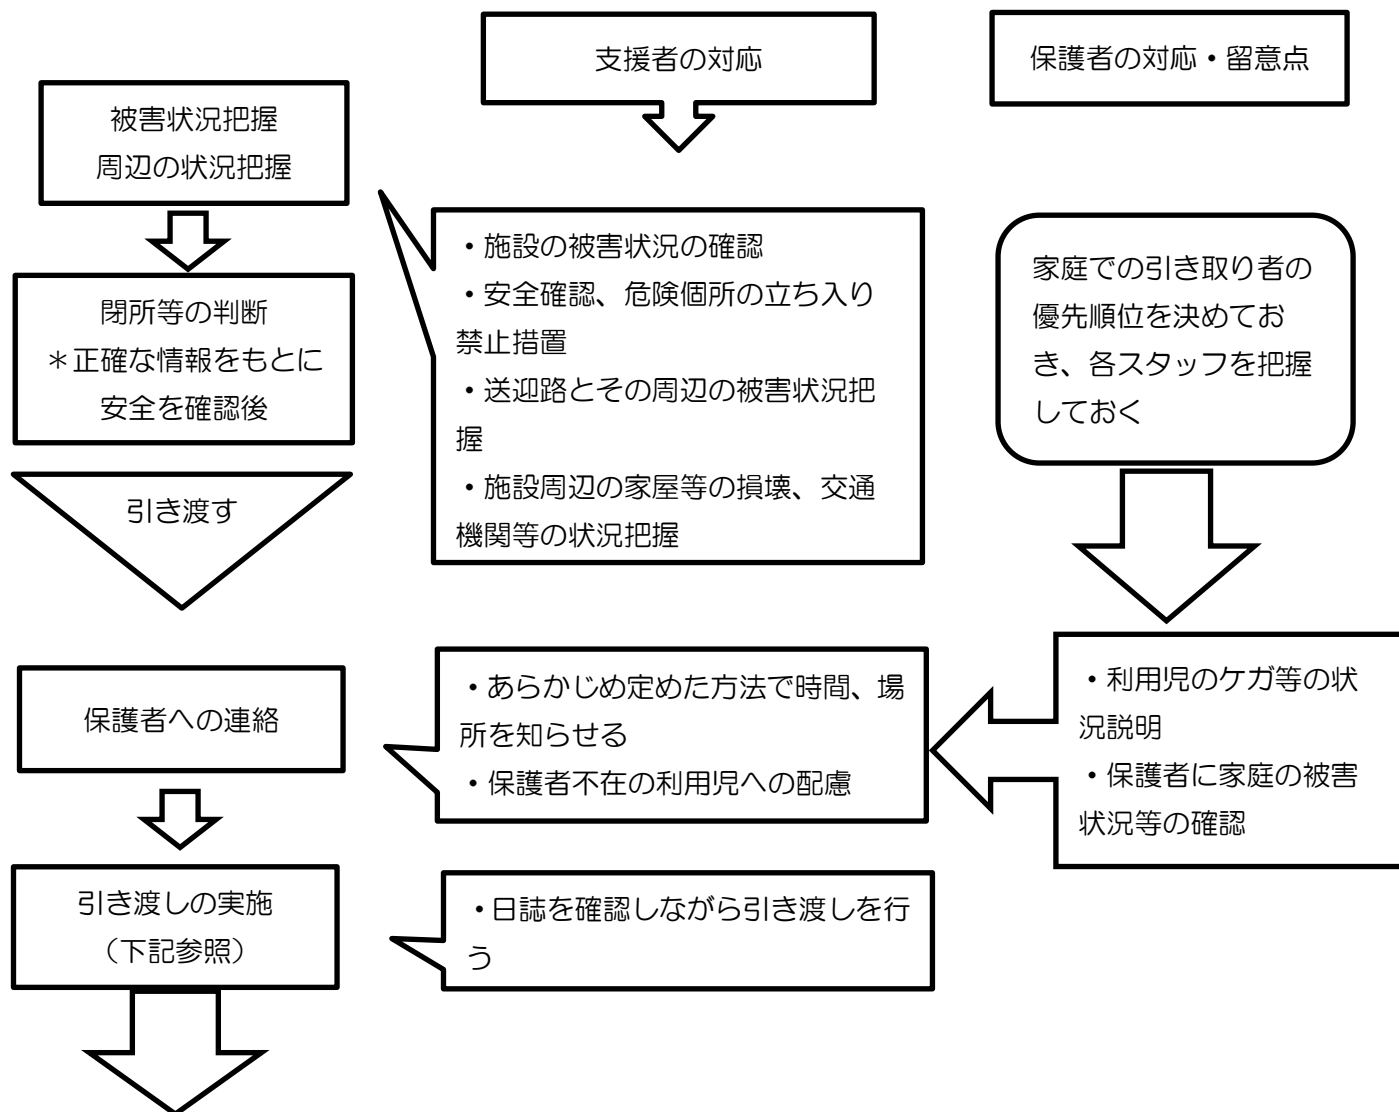 支援者の対応
保護者の対応・留意点
被害状況把握
周辺の状況把握
・施設の被害状況の確認
・安全確認、危険個所の立ち入り
禁止措置
・送迎路とその周辺の被害状況把
握
・施設周辺の家屋等の損壊、交通
機関等の状況把握
家庭での引き取り者の
優先順位を決めてお
き、各スタッフを把握
しておく
閉所等の判断
＊正確な情報をもとに
安全を確認後
引き渡す
保護者への連絡
・あらかじめ定めた方法で時間、場
所を知らせる
・保護者不在の利用児への配慮
・利用児のケガ等の状
況説明
・保護者に家庭の被害
状況等の確認
引き渡しの実施
（下記参照）
・日誌を確認しながら引き渡しを行
う